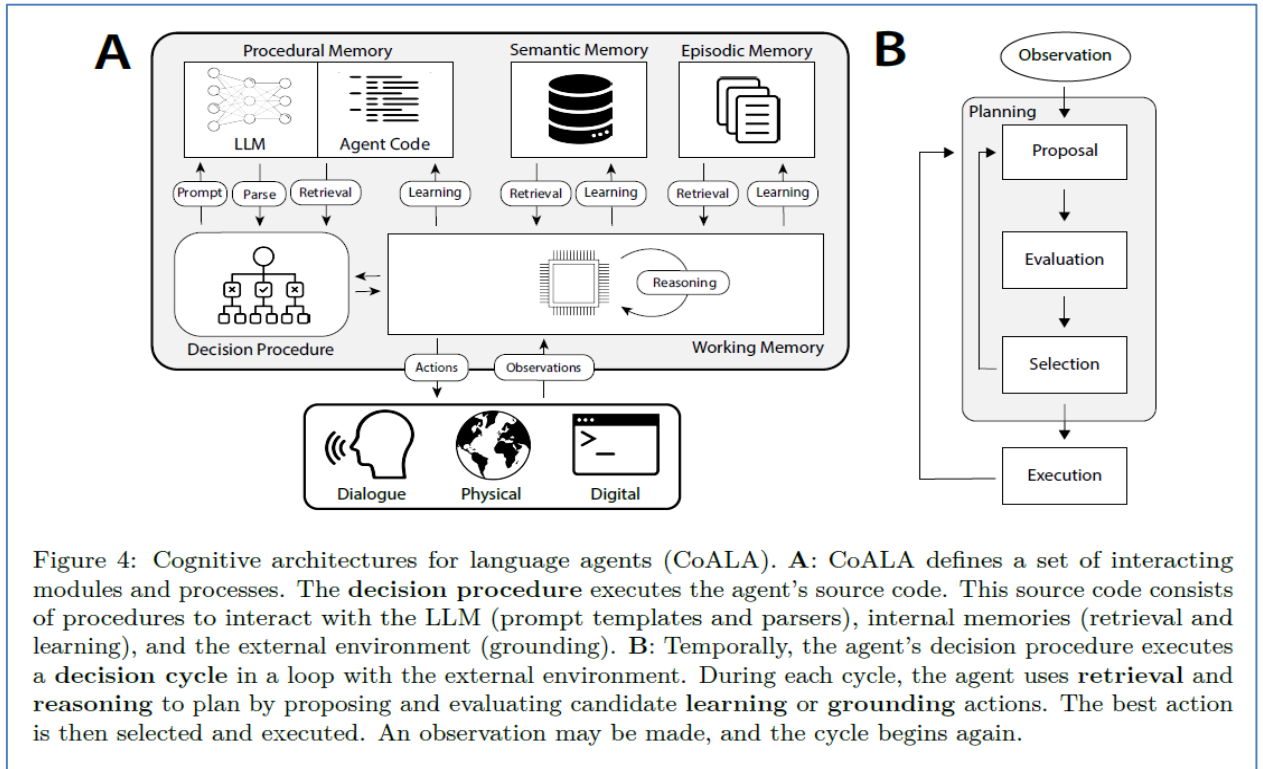 A
Procedural Memory
Semantic Memory
Episodic Memory
LLM
Agent Code
Prompt
Parse
Retrieval
Learning
Retrieval
Learning
Retrieval
Learning
Reasoning
Decision Procedure
Working Memory
Actions
Observations
>_
Dialogue
Physical
Digital
B
Observation
Planning
Proposal
Evaluation
Selection
Execution
Figure 4: Cognitive architectures for language agents (CoALA). A: CoALA defines a set of interacting
modules and processes. The decision procedure executes the agent's source code. This source code consists
of procedures to interact with the LLM (prompt templates and parsers), internal memories (retrieval and
learning), and the external environment (grounding). B: Temporally, the agent's decision procedure executes
a decision cycle in a loop with the external environment. During each cycle, the agent uses retrieval and
reasoning to plan by proposing and evaluating candidate learning or grounding actions. The best action
is then selected and executed. An observation may be made, and the cycle begins again.